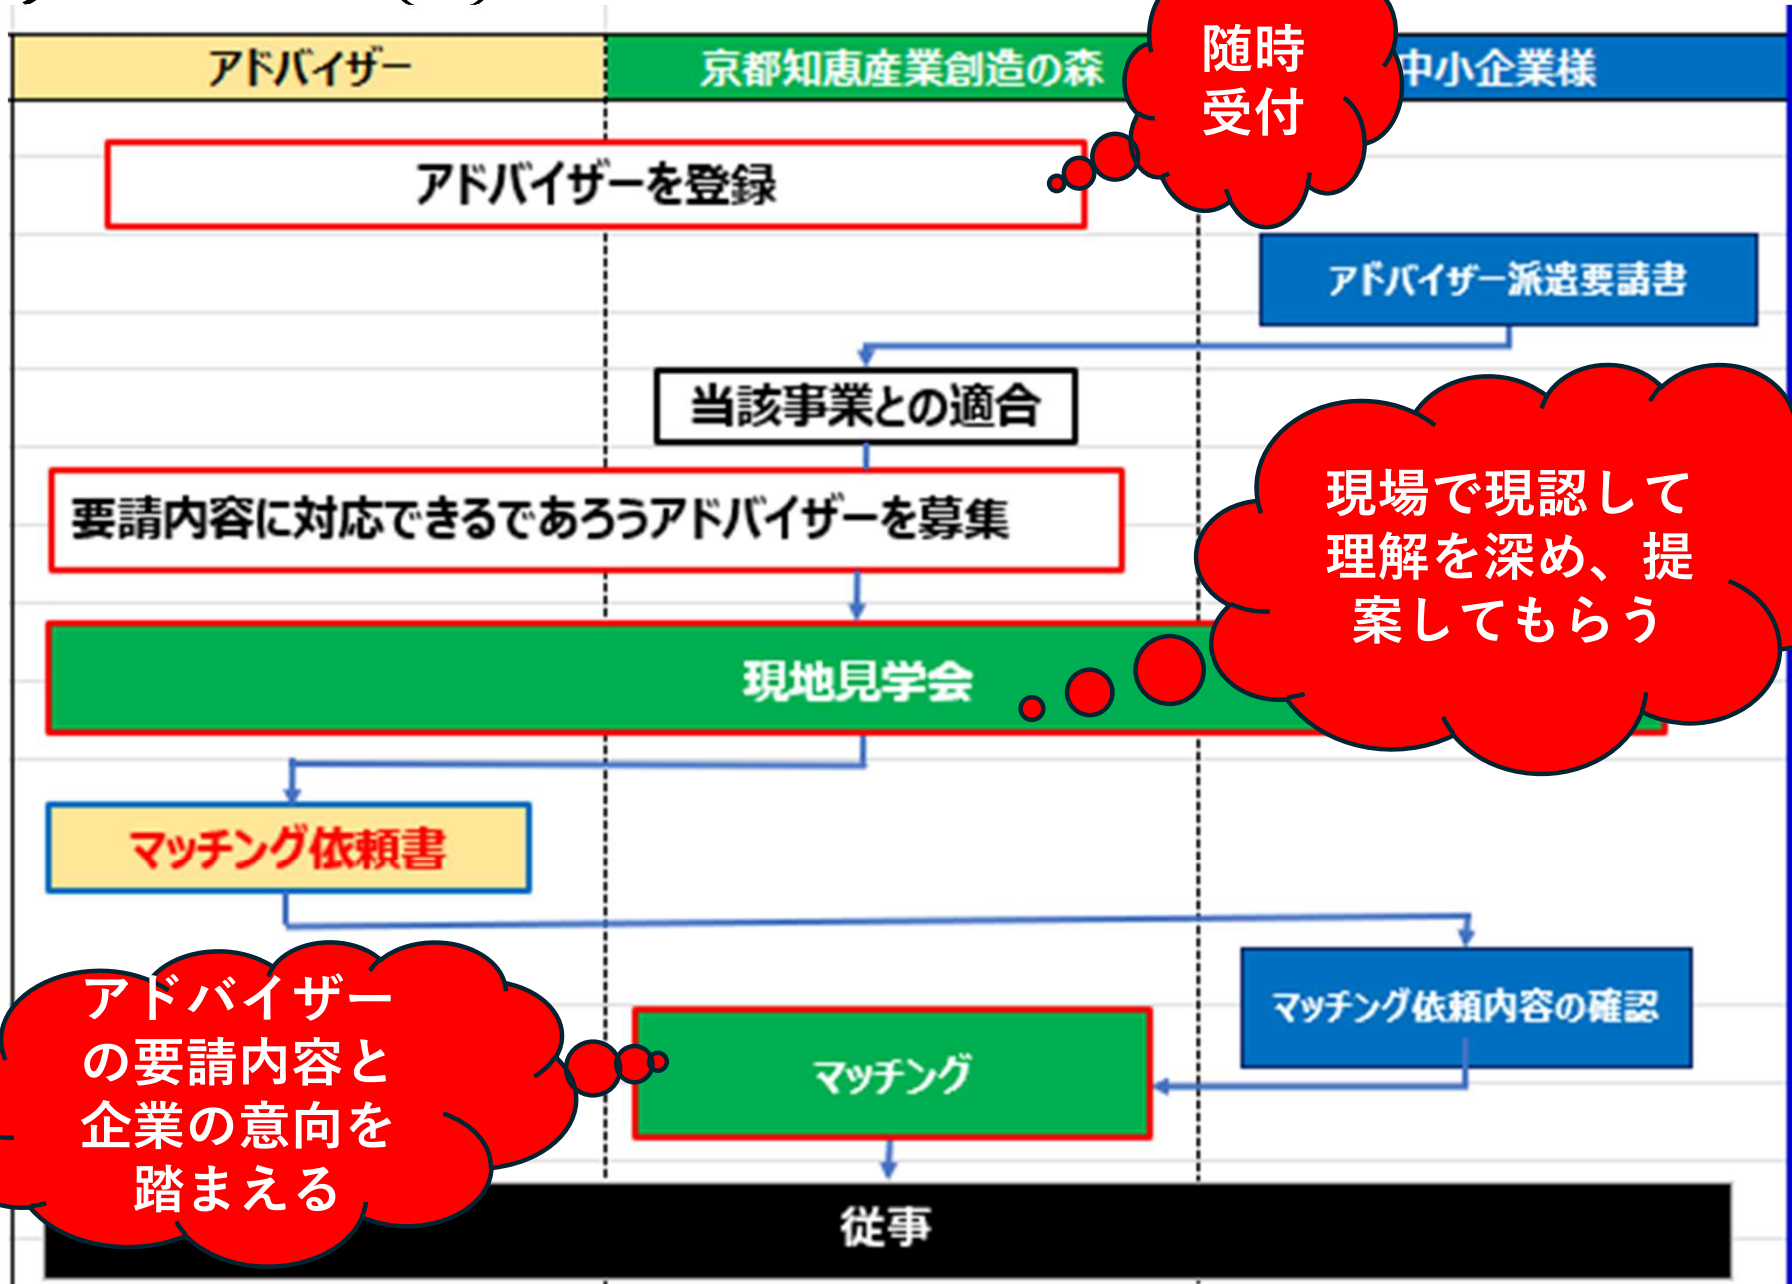 アドバイザー
京都知恵産業創造の森
中小企業様
随時
受付
アドバイザーを登録
アドバイザー派遣要請書
当該事業との適合
要請内容に対応できるであろうアドバイザーを募集
現場で現認して
理解を深め、提
案してもらう
現地見学会
マッチング依頼書
マッチング依頼内容の確認
アドバイザー
の要請内容と
企業の意向を
踏まえる
マッチング
従事